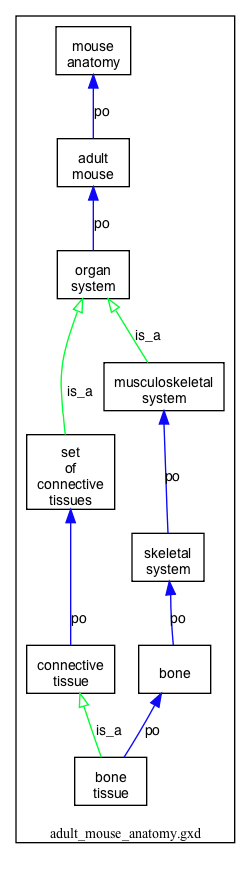 mouse
anatomy
po
adult
mouse
po
organ
system
is_a
is_a
musculoskeletal
system
set
of
connective
tissues
po
skeletal
system
po
po
connective
tissue
bone
is_a
po
bone
tissue
adult_mouse_anatomy.gxd